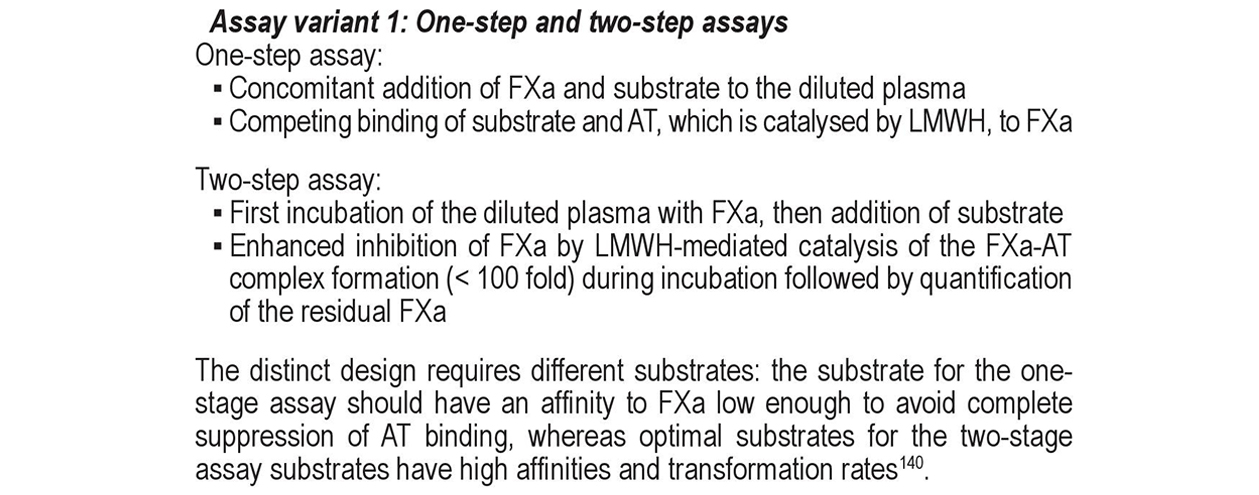 Assay variant 1: One-step and two-step assays
One-step assay:
▪ Concomitant addition of FXa and substrate to the diluted plasma
▪ Competing binding of substrate and AT, which is catalysed by LMWH, to FXa
Two-step assay:
▪ First incubation of the diluted plasma with FXa, then addition of substrate
▪ Enhanced inhibition of FXa by LMWH-mediated catalysis of the FXa-AT
complex formation (< 100 fold) during incubation followed by quantification
of the residual FXa
The distinct design requires different substrates: the substrate for the one-
stage assay should have an affinity to FXa low enough to avoid complete
suppression of AT binding, whereas optimal substrates for the two-stage
assay substrates have high affinities and transformation rates¹⁴⁰.